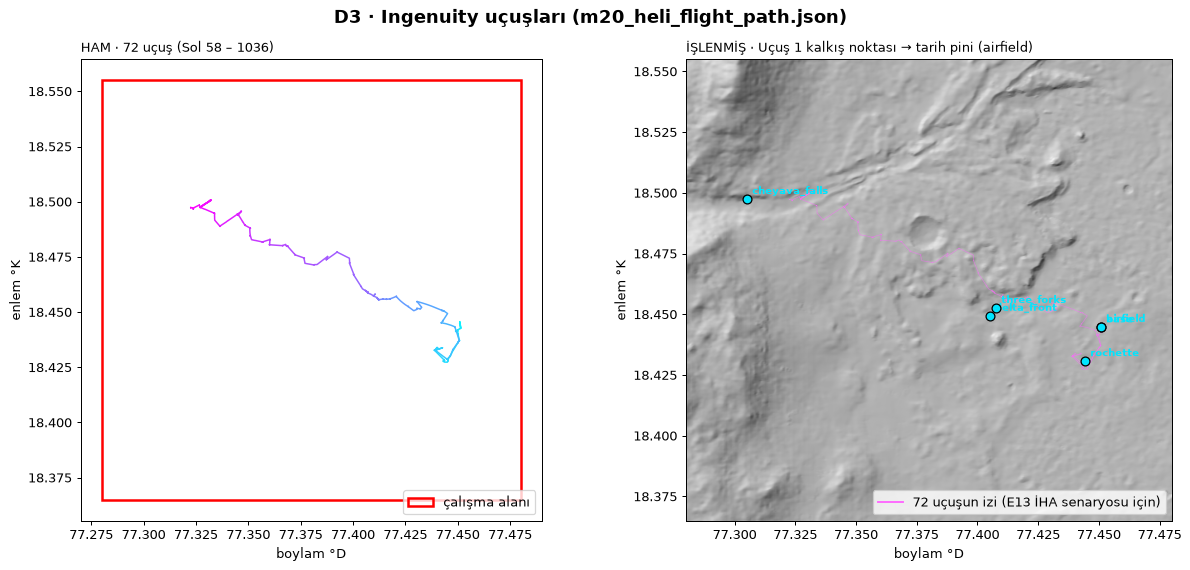 D3 · Ingenuity uçuşları (m20_heli_flight_path.json)
HAM · 72 uçuş (Sol 58 – 1036)
18.550
18.525
18.500
18.475
18.450
18.425
18.400
18.375
enlem °K
çalışma alanı
77.275 77.300 77.325 77.350 77.375 77.400 77.425 77.450 77.475
boylam °D
İŞLENMİŞ · Uçuş 1 kalkış noktası → tarih pini (airfield)
18.550
18.525
18.500
18.475
18.450
18.425
18.400
18.375
enlem °K
three_forks
airfield
72 uçuşun izi (E13 İHA senaryosu için)
77.300 77.325 77.350 77.375 77.400 77.425 77.450 77.475
boylam °D